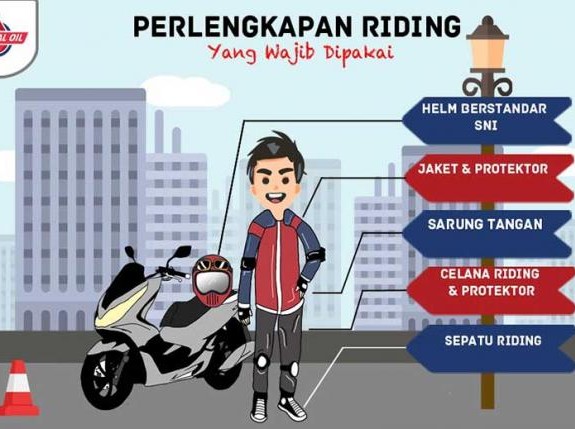 PERLENGKAPAN RIDING
Yang Wajib Dipakai
HELM BERSTANDAR
SNI
JAKET & PROTEKTOR
SARUNG TANGAN
CELANA RIDING
& PROTEKTOR
SEPATU RIDING